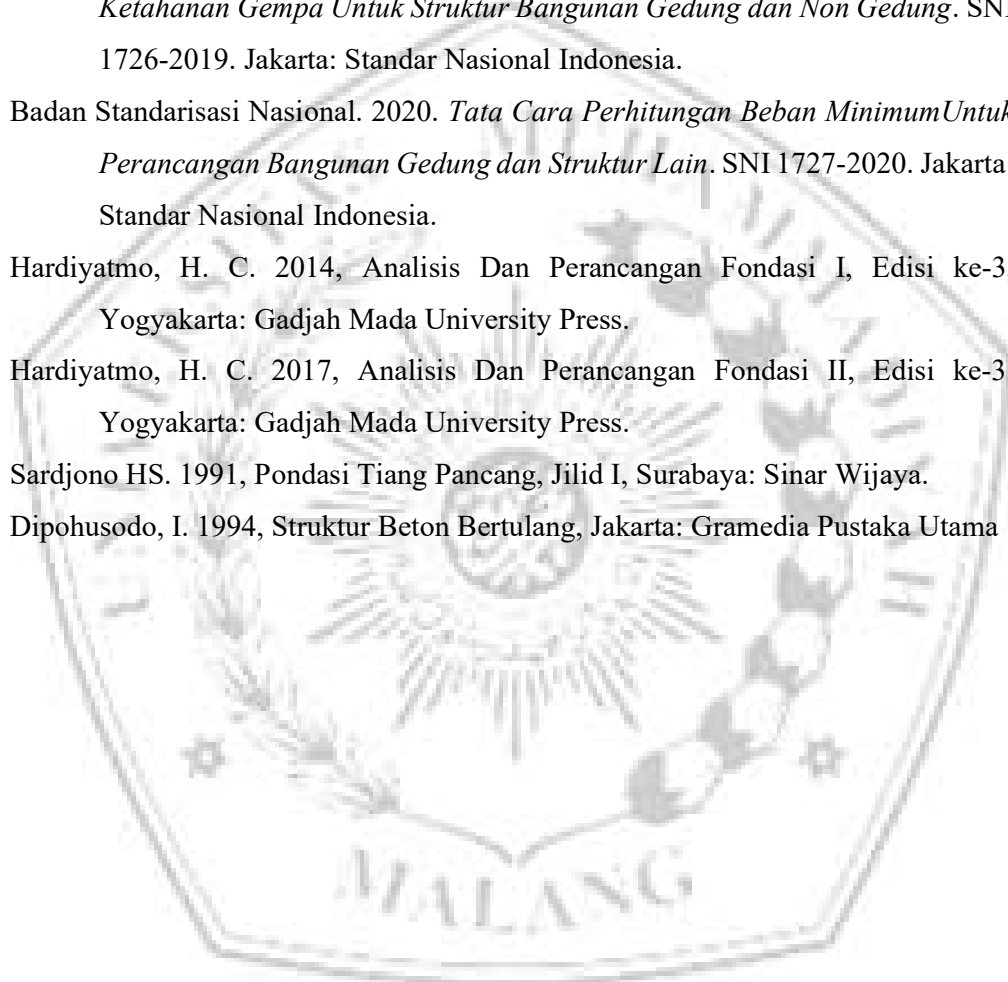 Ketahanan Gempa Untuk Struktur Bangunan Gedung dan Non Gedung. SNI
1726-2019. Jakarta: Standar Nasional Indonesia.
Badan Standarisasi Nasional. 2020. Tata Cara Perhitungan Beban MinimumUntuk
Perancangan Bangunan Gedung dan Struktur Lain. SNI 1727-2020. Jakarta
Standar Nasional Indonesia.
Hardiyatmo, H. C. 2014, Analisis Dan Perancangan Fondasi I, Edisi ke-3
Yogyakarta: Gadjah Mada University Press.
Hardiyatmo, H. C. 2017, Analisis Dan Perancangan Fondasi II, Edisi ke-3
Yogyakarta: Gadjah Mada University Press.
Sardjono HS. 1991, Pondasi Tiang Pancang, Jilid I, Surabaya: Sinar Wijaya.
Dipohusodo, I. 1994, Struktur Beton Bertulang, Jakarta: Gramedia Pustaka Utama
UNIVERSITAS MUHAMMADIYAH
MALANG